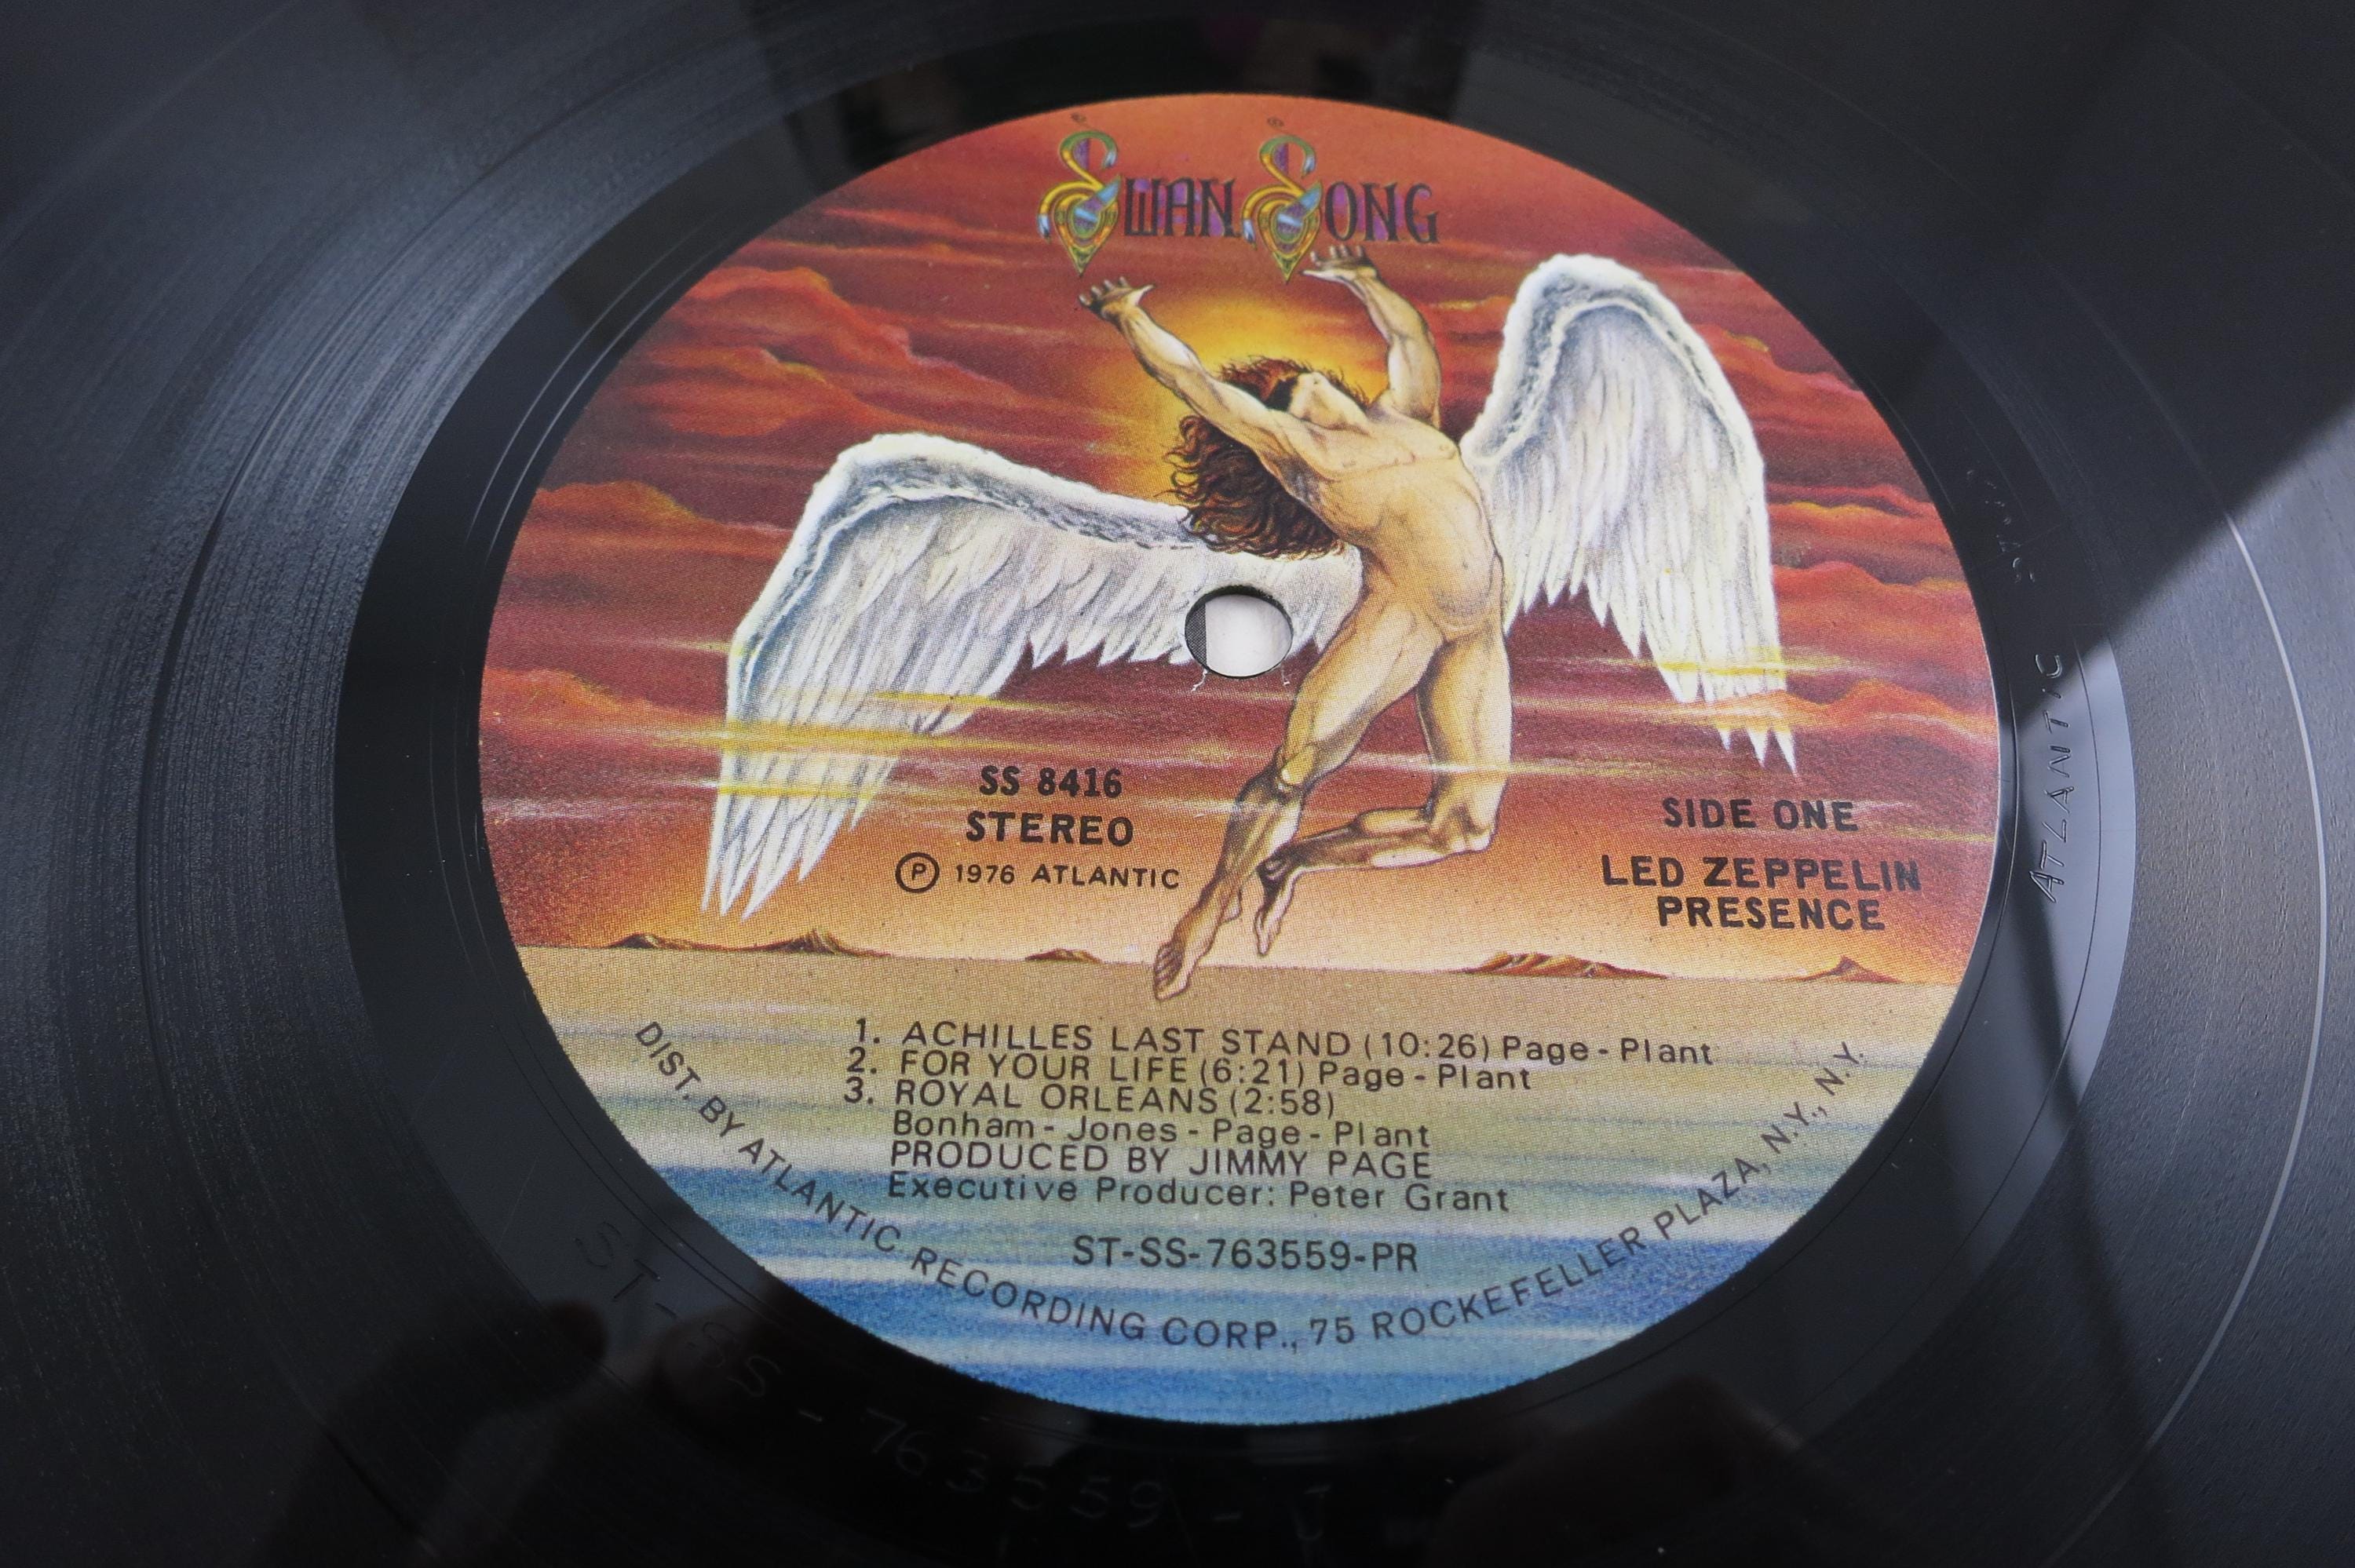 SWAN SONG
SS 8416
STEREO
Ⓟ 1976 ATLANTIC
SIDE ONE
LED ZEPPELIN
PRESENCE
1. ACHILLES LAST STAND (10:26) Page-Plant
2. FOR YOUR LIFE (6:21) Page-Plant
3. ROYAL ORLEANS (2:58)
Bonham-Jones-Page-Plant
PRODUCED BY JIMMY PAGE
Executive Producer: Peter Grant
ST-SS-763559-PR
DIST. BY ATLANTIC RECORDING CORP., 75 ROCKEFELLER PLAZA, N.Y., N.Y.
ATLANTIC
ST-SS-763559-